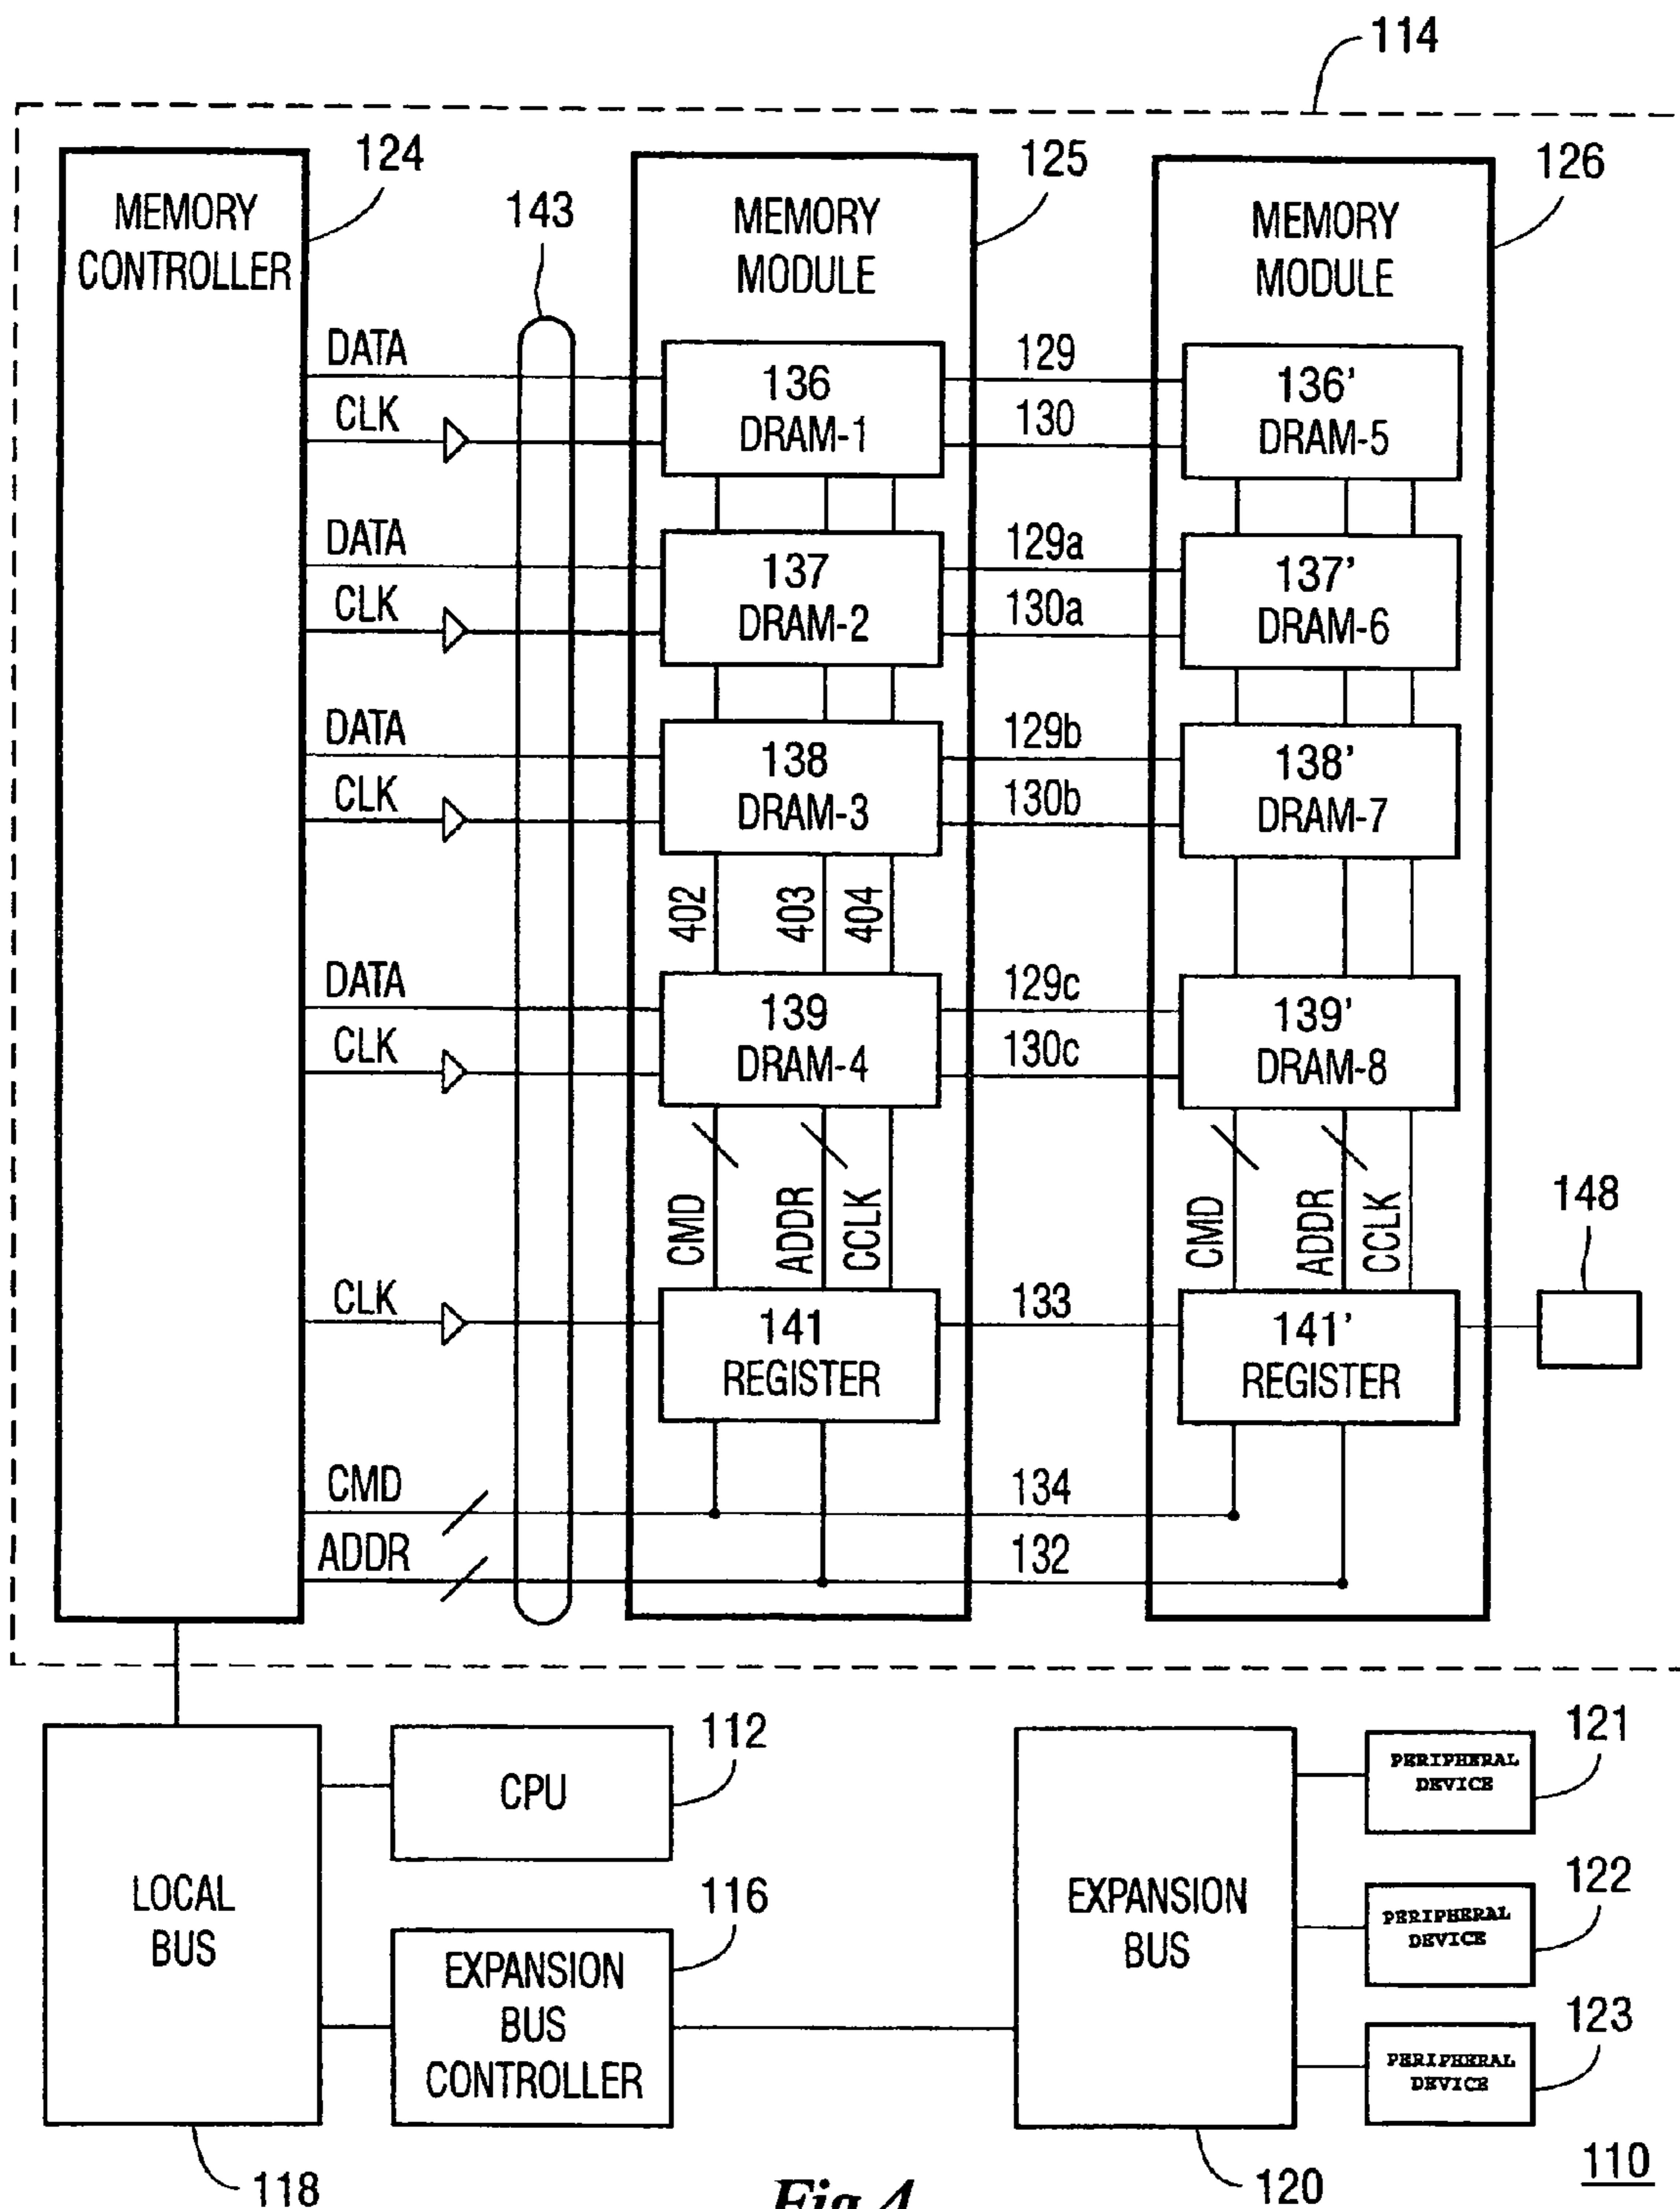 114
124
125
126
143
MEMORY
CONTROLLER
MEMORY
MODULE
MEMORY
MODULE
DATA
136
DRAM-1
129
136'
DRAM-5
CLK
130
DATA
137
DRAM-2
129a
137'
DRAM-6
CLK
130a
DATA
138
DRAM-3
129b
138'
DRAM-7
CLK
130b
402
403
404
DATA
139
DRAM-4
129c
139'
DRAM-8
CLK
130c
CMD
ADDR
CCLK
CMD
ADDR
CCLK
148
CLK
141
REGISTER
133
141'
REGISTER
CMD
134
ADDR
132
LOCAL
BUS
118
CPU
112
EXPANSION
BUS
CONTROLLER
116
EXPANSION
BUS
120
PERIPHERAL
DEVICE
121
PERIPHERAL
DEVICE
122
PERIPHERAL
DEVICE
123
110
Fig 4